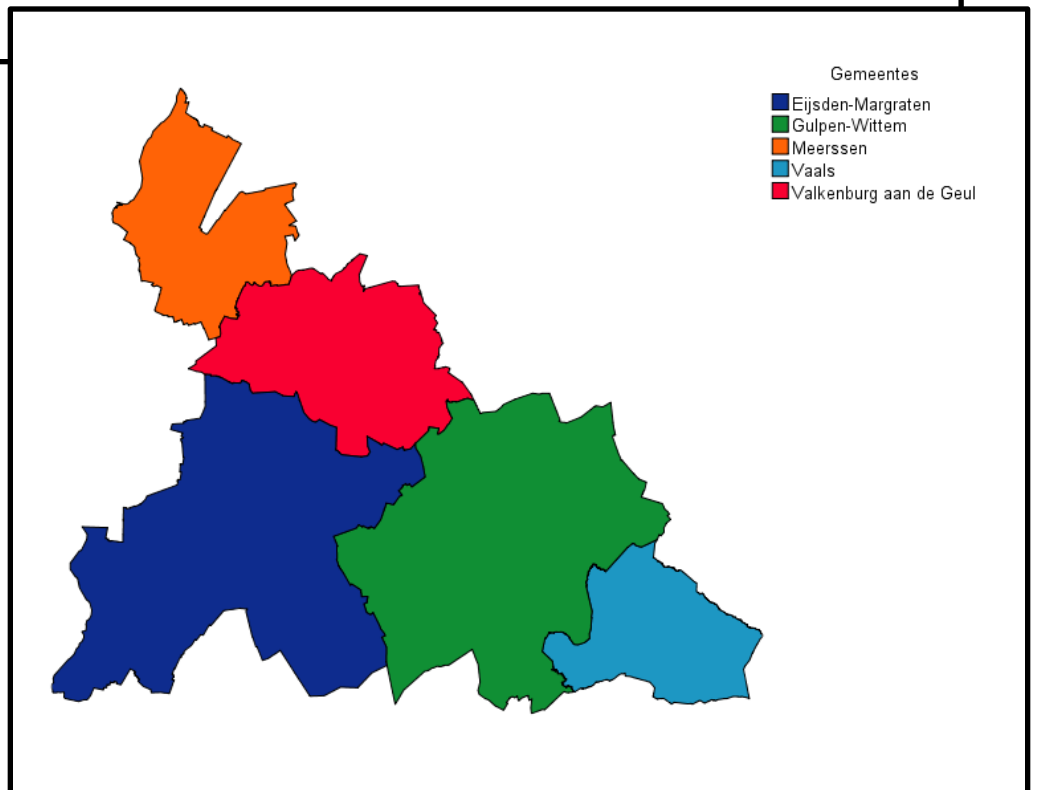 Gemeentes
Eijsden-Margraten
Gulpen-Wittem
Meerssen
Vaals
Valkenburg aan de Geul